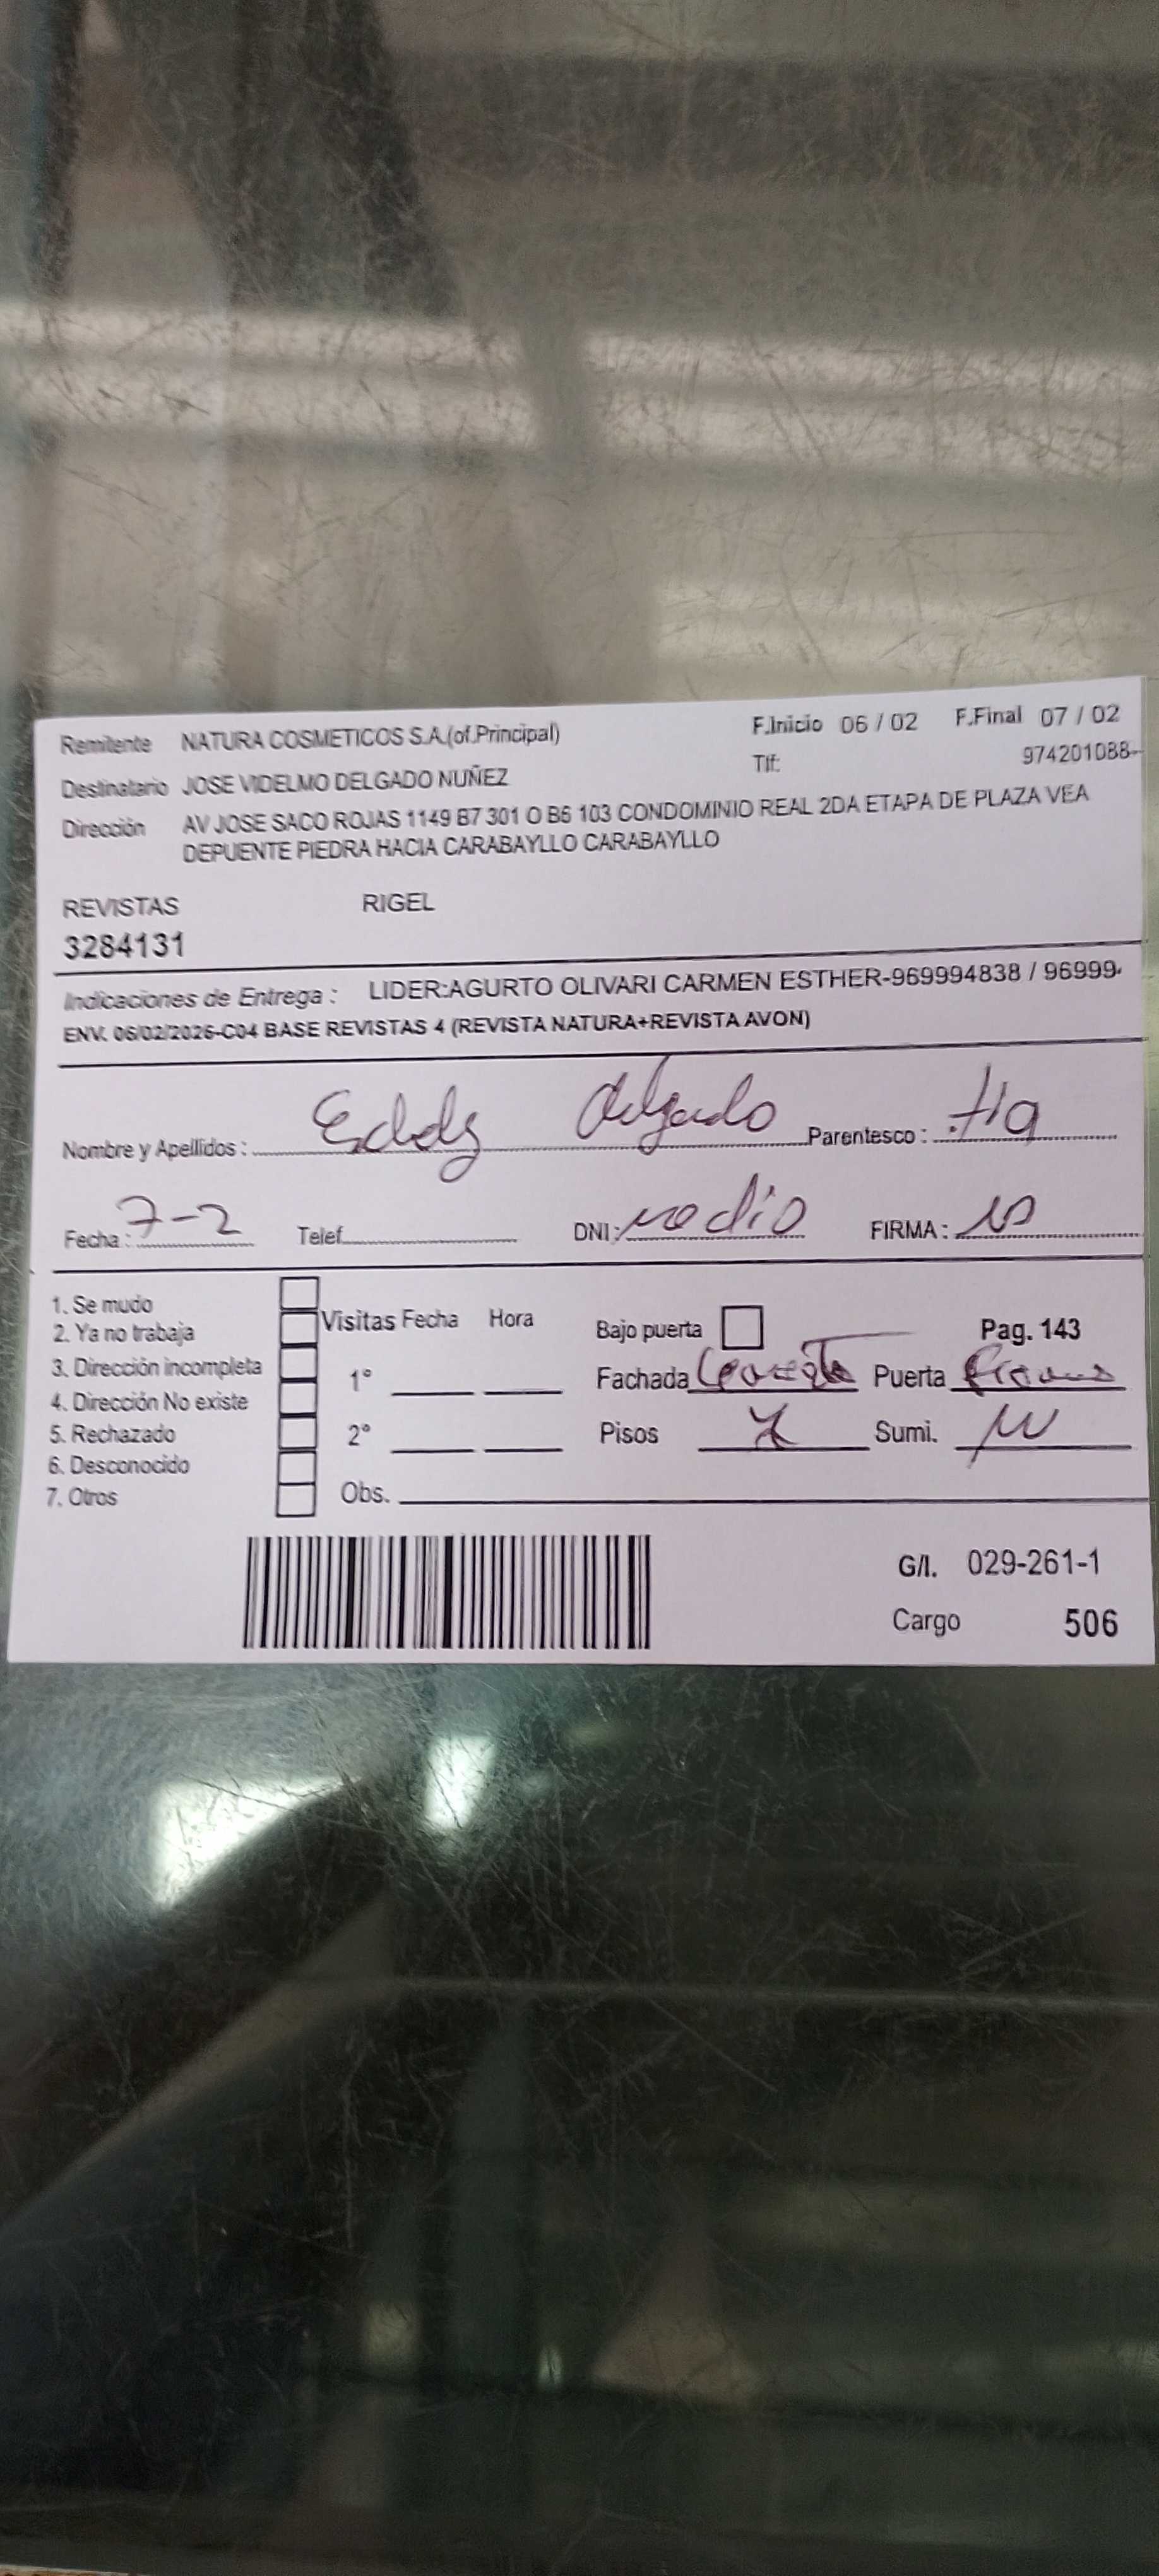 Remitente NATURA COSMETICOS S.A.(of.Principal) F.Inicio 06 / 02 F.Final 07 / 02
Destinatario JOSE VIDELMO DELGADO NUÑEZ Tlf: 974201088-
Dirección AV JOSE SACO ROJAS 1149 B7 301 O B6 103 CONDOMINIO REAL 2DA ETAPA DE PLAZA VEA
DEPUENTE PIEDRA HACIA CARABAYLLO CARABAYLLO
REVISTAS RIGEL
3284131
Indicaciones de Entrega : LIDER:AGURTO OLIVARI CARMEN ESTHER-969994838 / 96999
ENV. 06/02/2026-C04 BASE REVISTAS 4 (REVISTA NATURA+REVISTA AVON)
Nombre y Apellidos : Eddy delgado Parentesco :
Fecha : 7-2 Telef. DNI: no dio FIRMA :
1. Se mudo
2. Ya no trabaja
3. Dirección incompleta
4. Dirección No existe
5. Rechazado
6. Desconocido
7. Otros
Visitas Fecha Hora
1°
2°
Obs.
Bajo puerta Pag. 143
Fachada Puerta
Pisos Sumi.
G/I. 029-261-1
Cargo 506